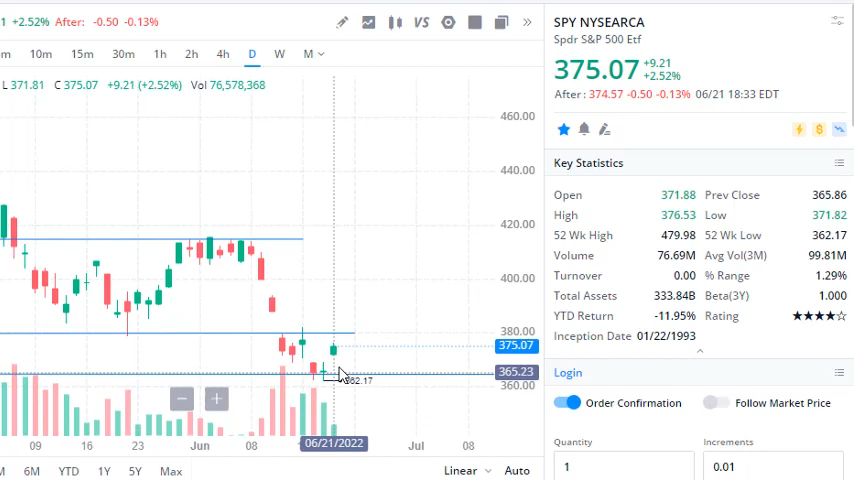 1 +2.52% After: -0.50 -0.13%
VS
m 10m 15m 30m 1h 2h 4h D W M
L 371.81 C 375.07 +9.21 (+2.52%) Vol 76,578,368
460.00
440.00
420.00
400.00
380.00
375.07
365.23
360.00
362.17
09 16 23 Jun 08 06/21/2022 Jul 08
M 6M YTD 1Y 5Y Max Linear Auto
SPY NYSEARCA
Spdr S&P 500 Etf
375.07 +9.21
+2.52%
After : 374.57 -0.50 -0.13% 06/21 18:33 EDT
Key Statistics
Open 371.88 Prev Close 365.86
High 376.53 Low 371.82
52 Wk High 479.98 52 Wk Low 362.17
Volume 76.69M Avg Vol(3M) 99.81M
Turnover 0.00 % Range 1.29%
Total Assets 333.84B Beta(3Y) 1.000
YTD Return -11.95% Rating ★★★★☆
Inception Date 01/22/1993
Login
Order Confirmation Follow Market Price
Quantity Increments
1 0.01